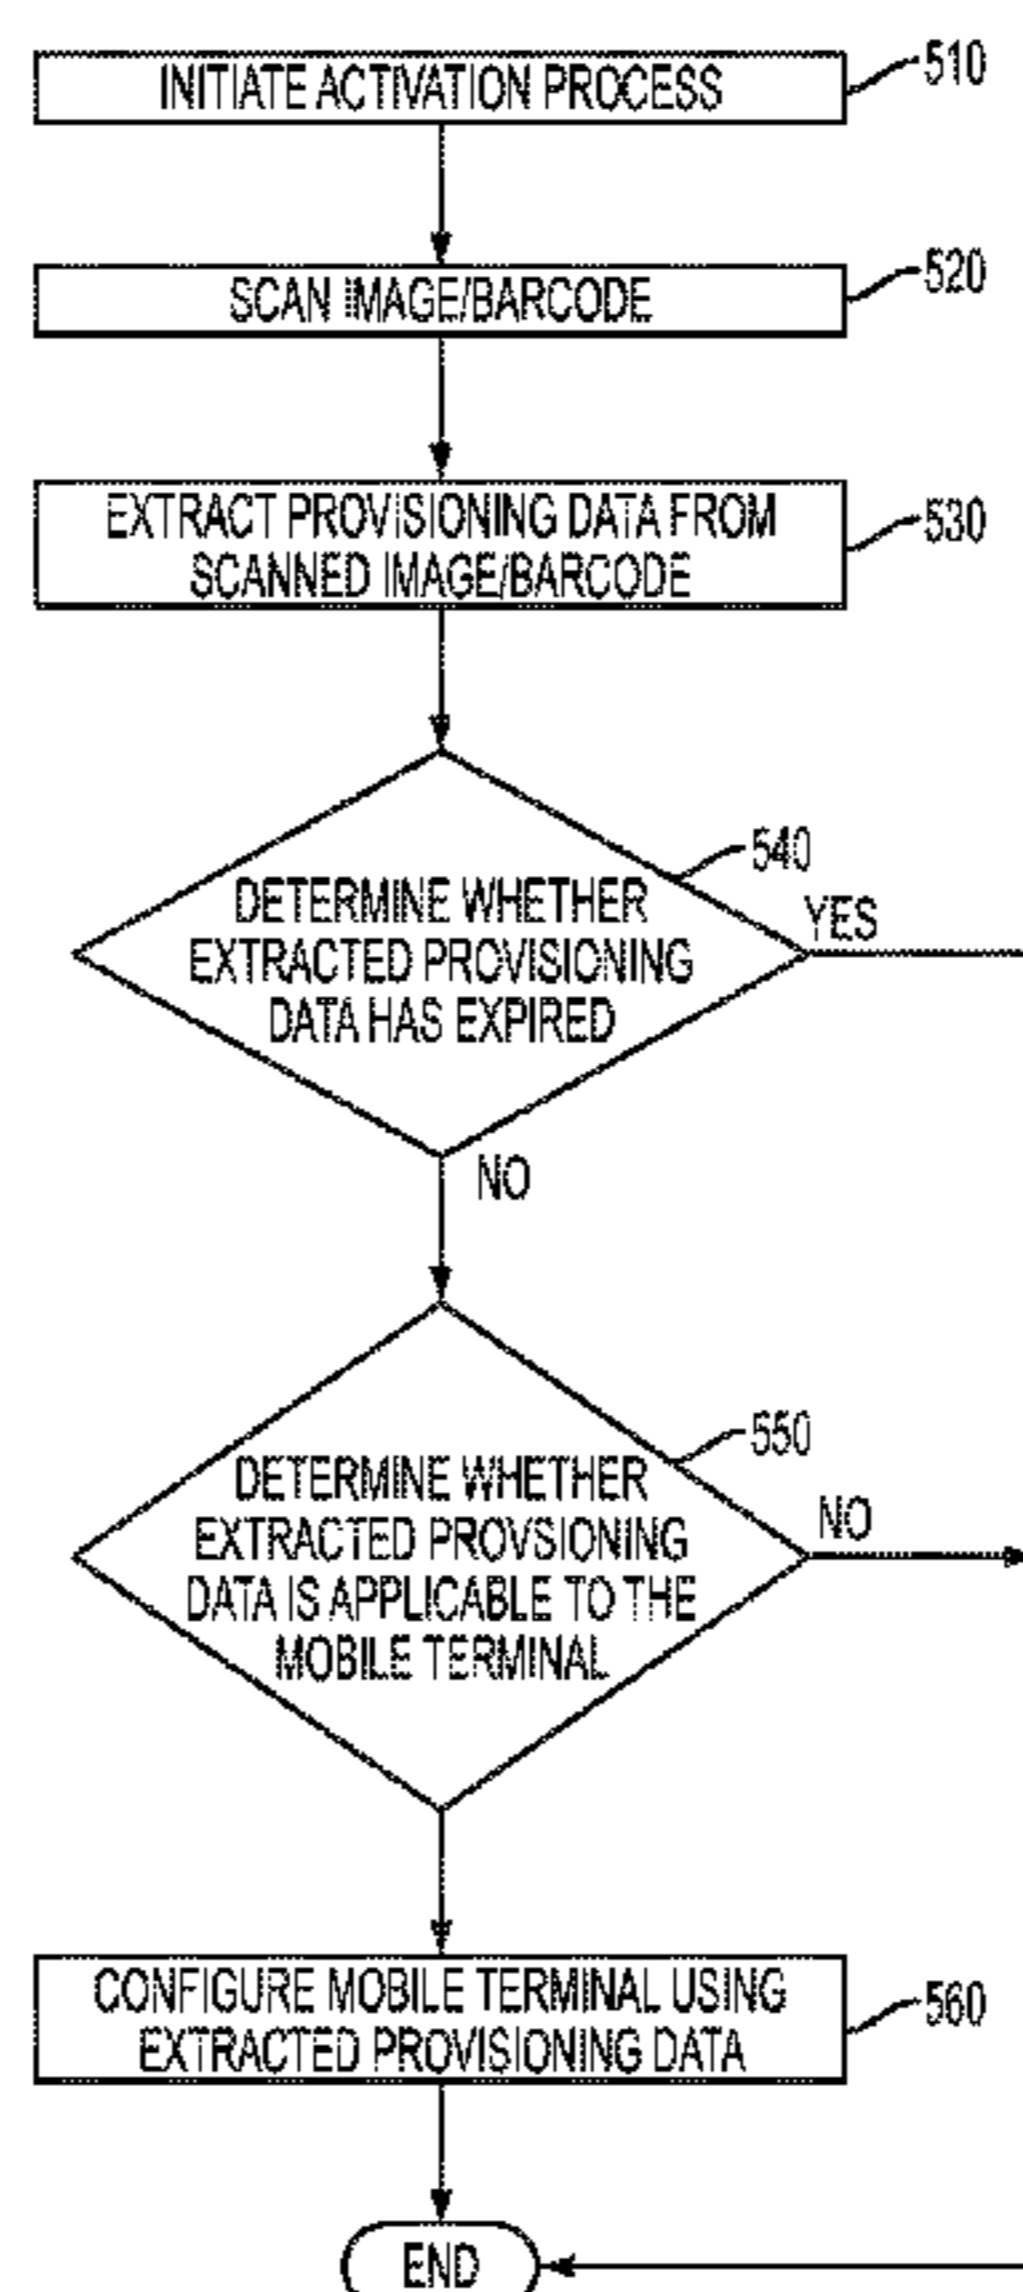 INITIATE ACTIVATION PROCESS
510
SCAN IMAGE/BARCODE
520
EXTRACT PROVISIONING DATA FROM
SCANNED IMAGE/BARCODE
530
540
DETERMINE WHETHER
EXTRACTED PROVISIONING
DATA HAS EXPIRED
YES
NO
550
DETERMINE WHETHER
EXTRACTED PROVSIONING
DATA IS APPLICABLE TO THE
MOBILE TERMINAL
NO
CONFIGURE MOBILE TERMINAL USING
EXTRACTED PROVISIONING DATA
560
END